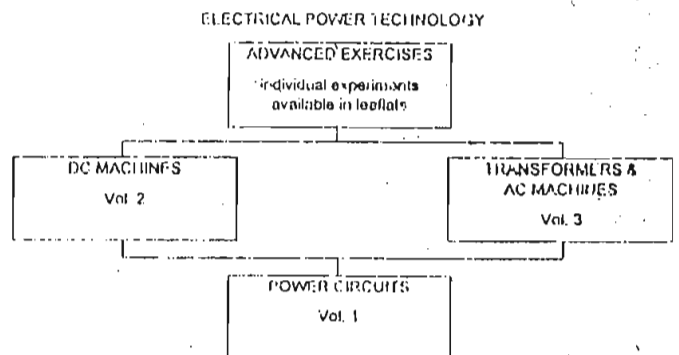 ELECTRICAL POWER TECHNOLOGY
ADVANCED EXERCISES
individual experiments
available in leaflets
DC MACHINES
Vol. 2
TRANSFORMERS &
AC MACHINES
Vol. 3
POWER CIRCUITS
Vol. 1